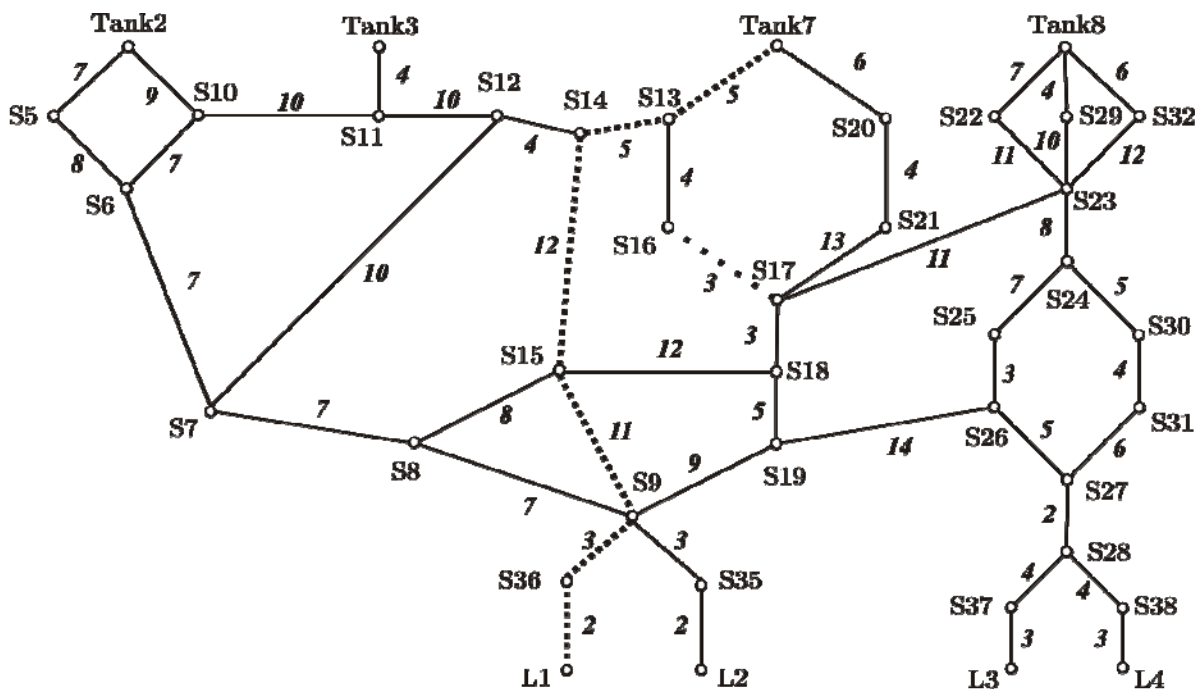 Tank2
Tank3
Tank7
Tank8
7
9
4
6
7
4
6
S5
S10
10
S11
10
S12
S14
S13
5
S20
S22
S29
S32
8
7
4
5
4
4
11
10
12
S6
S16
S21
S23
12
3
S17
13
11
8
7
10
7
S24
5
S25
S30
3
S15
12
S18
3
4
S7
7
8
11
5
S26
S31
S8
S9
9
S19
14
5
6
7
S27
2
3
3
S28
S36
S35
4
4
S37
S38
2
2
3
3
L1
L2
L3
L4